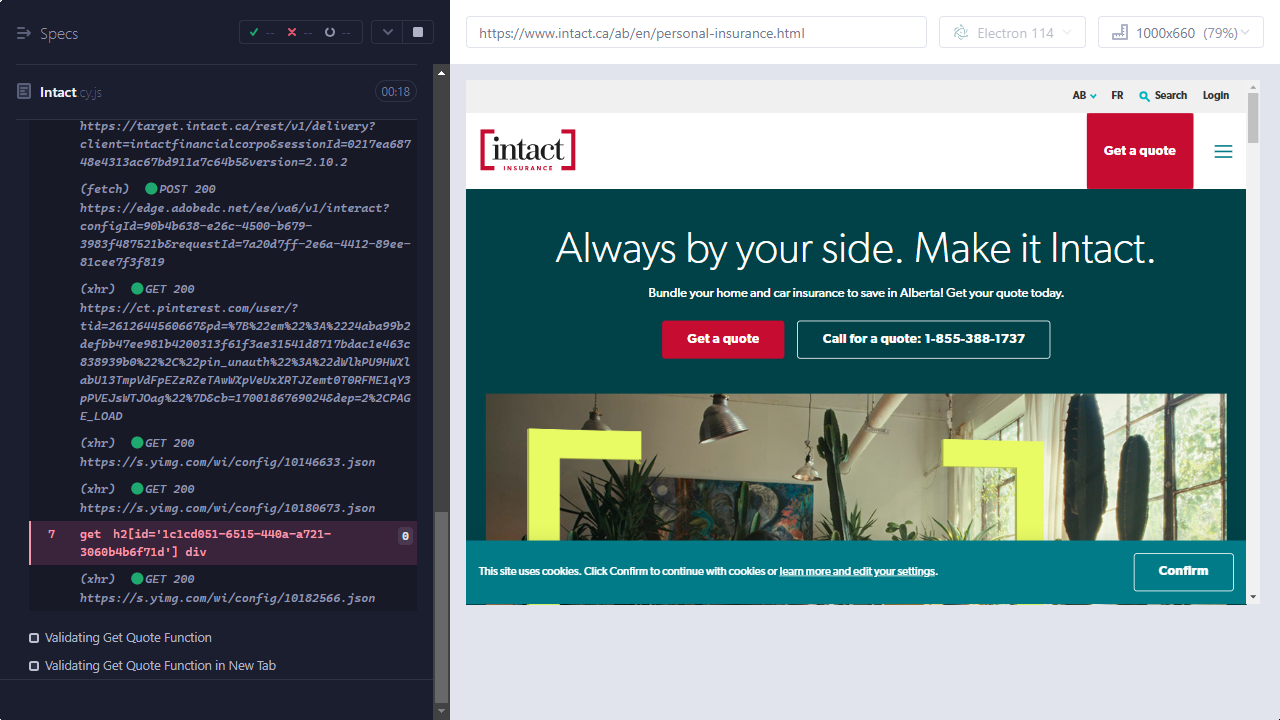 Specs
--
--
--
Intact.cy.js
00:18
https://target.intact.ca/rest/v1/delivery?
client=intactfinancialcorpo&sessionId=0217ea687
48e4313ac67bd911a7c64b5&version=2.10.2
(fetch) POST 200
https://edge.adobedc.net/ee/va6/v1/interact?
configId=90b4b638-e26c-4500-b679-
3983f487521b&requestId=7a20d7ff-2e6a-4412-89ee-
81cee7f3f819
(xhr) GET 200
https://ct.pinterest.com/user/?
tid=2612644560667&pd=%7B%22em%22%3A%2224aba99b2
defbb47ee981b4200313f61f3ae31541d8717bdac1e463c
838939b0%22%2C%22pin_unauth%22%3A%22dWlkPU9HWXl
abU13TmpVdFpEZzRZeTAwWXpVeUxXRTJZemt0T0RFME1qY3
pPVEJsWTJOag%22%7D&cb=1700186769024&dep=2%2CPAG
E_LOAD
(xhr) GET 200
https://s.yimg.com/wi/config/10146633.json
(xhr) GET 200
https://s.yimg.com/wi/config/10180673.json
7 get h2[id='1c1cd051-6515-440a-a721-
3060b4b6f71d'] div
0
(xhr) GET 200
https://s.yimg.com/wi/config/10182566.json
Validating Get Quote Function
Validating Get Quote Function in New Tab
https://www.intact.ca/ab/en/personal-insurance.html
Electron 114
1000x660 (79%)
AB
FR
Search
Login
intact
INSURANCE
Get a quote
Always by your side. Make it Intact.
Bundle your home and car insurance to save in Alberta! Get your quote today.
Get a quote
Call for a quote: 1-855-388-1737
This site uses cookies. Click Confirm to continue with cookies or learn more and edit your settings.
Confirm